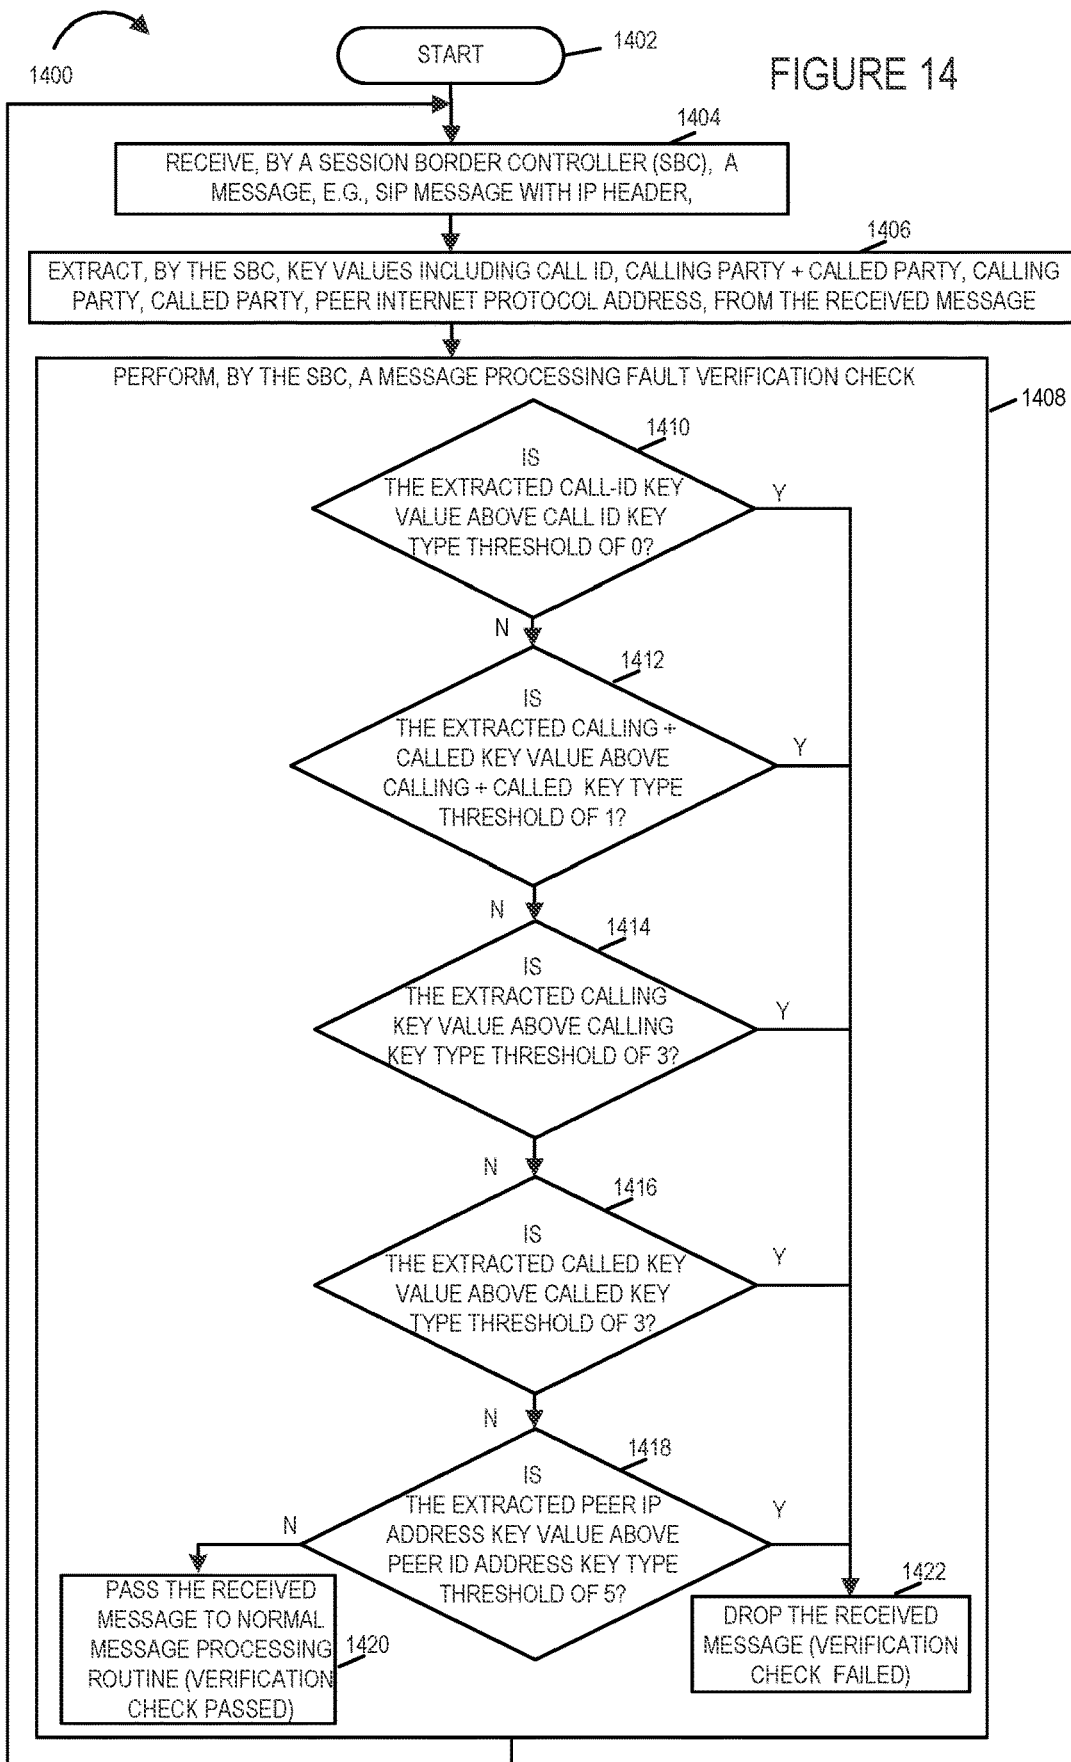 1400
START
1402
FIGURE 14
1404
RECEIVE, BY A SESSION BORDER CONTROLLER (SBC), A
MESSAGE, E.G., SIP MESSAGE WITH IP HEADER,
1406
EXTRACT, BY THE SBC, KEY VALUES INCLUDING CALL ID, CALLING PARTY + CALLED PARTY, CALLING
PARTY, CALLED PARTY, PEER INTERNET PROTOCOL ADDRESS, FROM THE RECEIVED MESSAGE
PERFORM, BY THE SBC, A MESSAGE PROCESSING FAULT VERIFICATION CHECK
1408
1410
IS
THE EXTRACTED CALL-ID KEY
VALUE ABOVE CALL ID KEY
TYPE THRESHOLD OF 0?
Y
N
1412
IS
THE EXTRACTED CALLING +
CALLED KEY VALUE ABOVE
CALLING + CALLED KEY TYPE
THRESHOLD OF 1?
Y
N
1414
IS
THE EXTRACTED CALLING
KEY VALUE ABOVE CALLING
KEY TYPE THRESHOLD OF 3?
Y
N
1416
IS
THE EXTRACTED CALLED KEY
VALUE ABOVE CALLED KEY
TYPE THRESHOLD OF 3?
Y
N
1418
IS
THE EXTRACTED PEER IP
ADDRESS KEY VALUE ABOVE
PEER ID ADDRESS KEY TYPE
THRESHOLD OF 5?
Y
N
PASS THE RECEIVED
MESSAGE TO NORMAL
MESSAGE PROCESSING
ROUTINE (VERIFICATION
CHECK PASSED)
1420
1422
DROP THE RECEIVED
MESSAGE (VERIFICATION
CHECK FAILED)